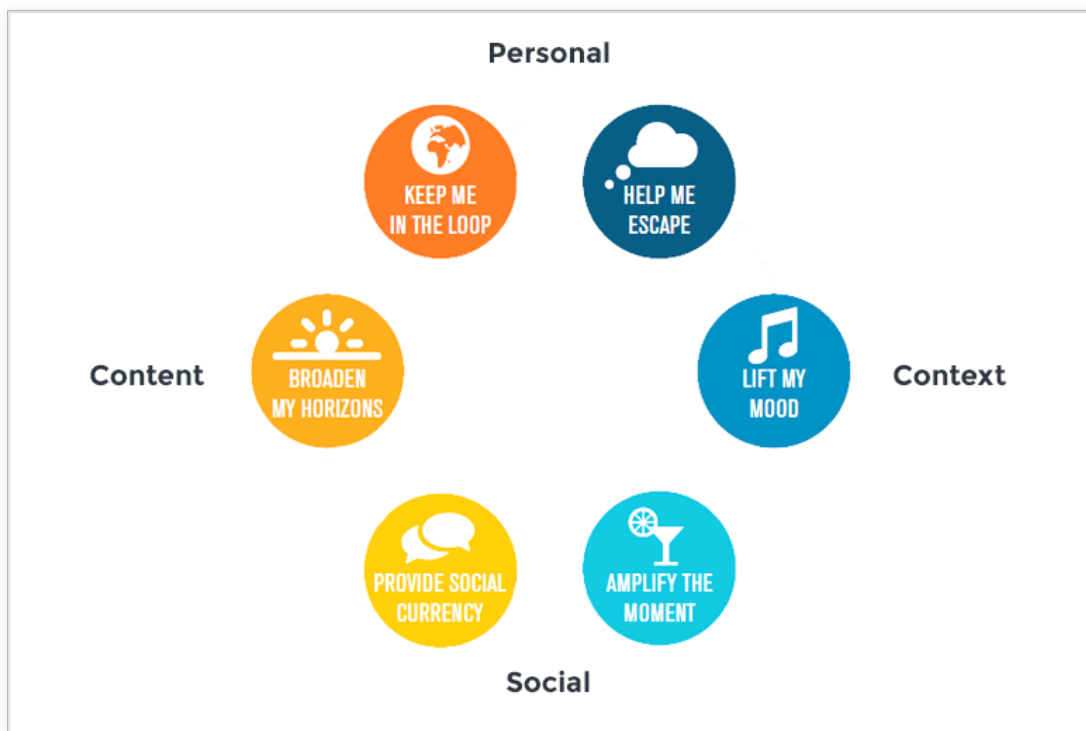 Personal
KEEP ME
IN THE LOOP
HELP ME
ESCAPE
Content
BROADEN
MY HORIZONS
LIFT MY
MOOD
Context
PROVIDE SOCIAL
CURRENCY
AMPLIFY THE
MOMENT
Social